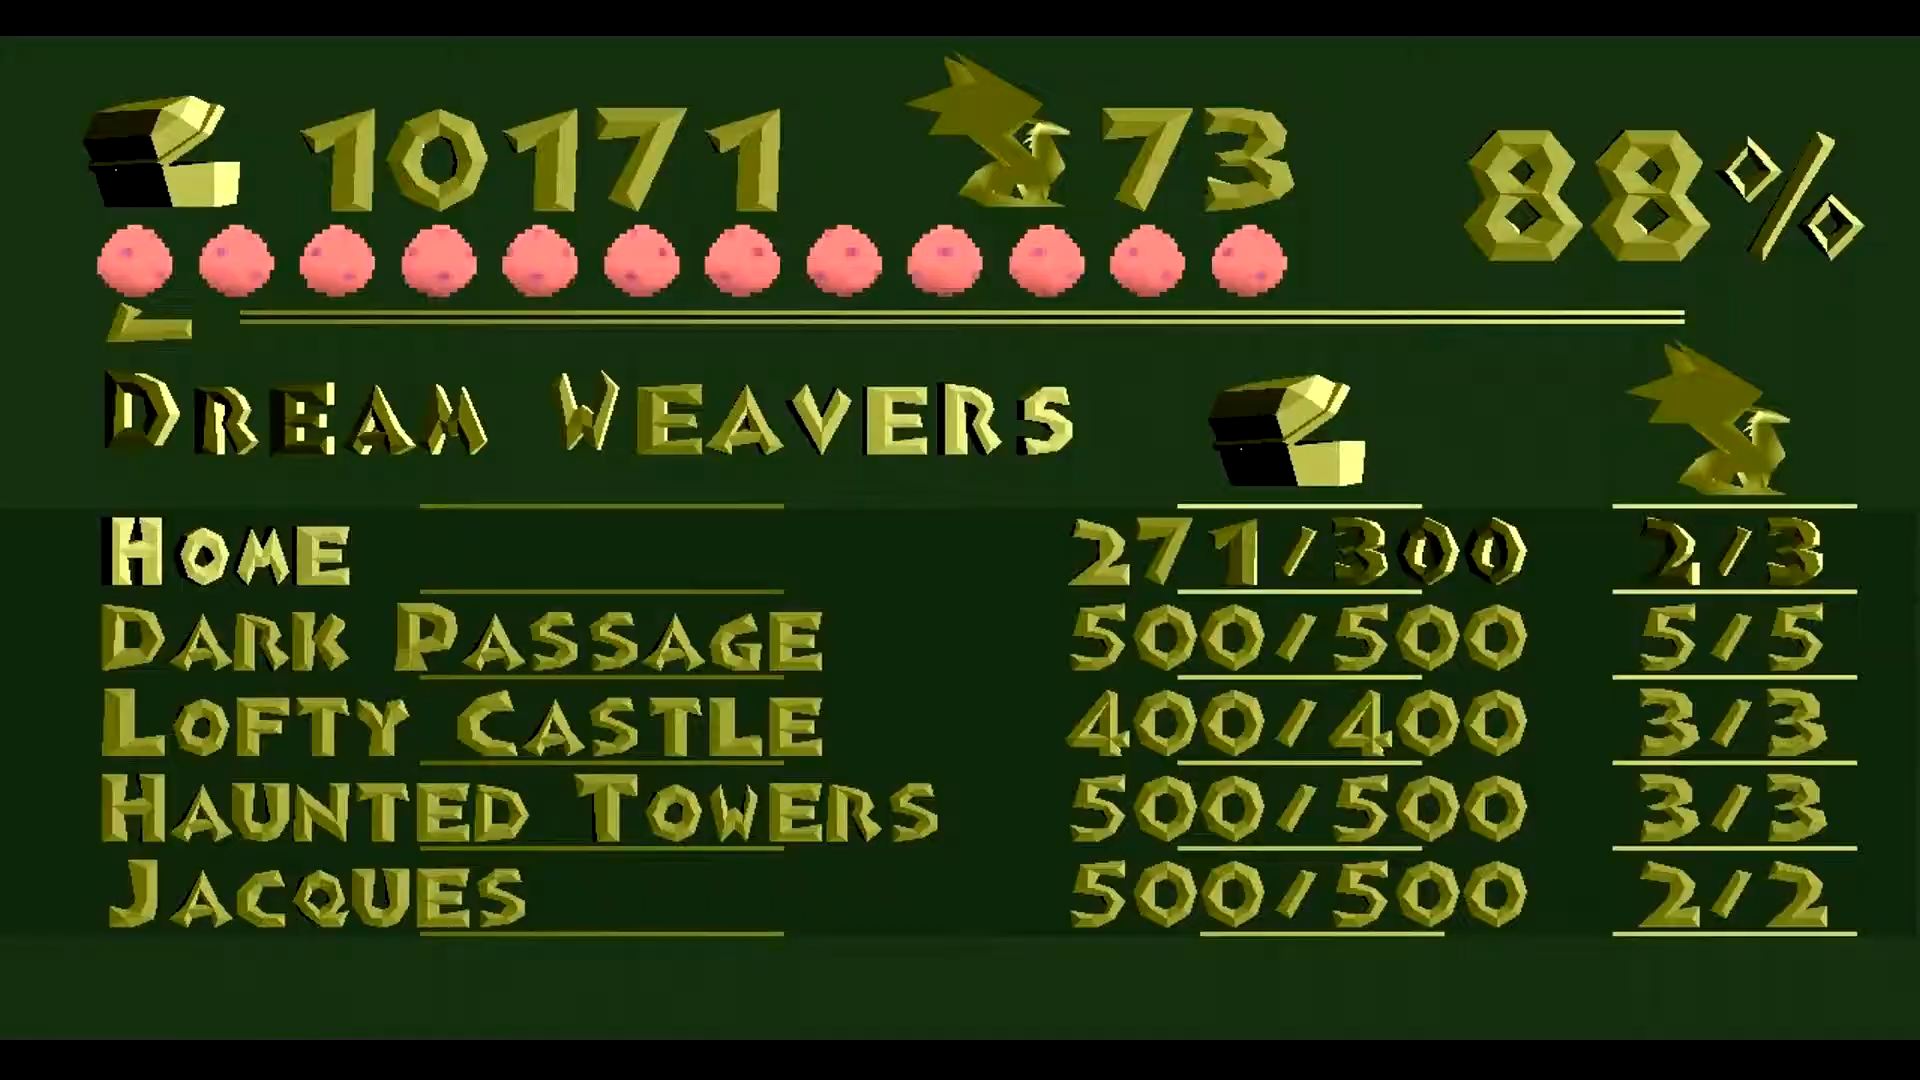 10171 73 88%
DREAM WEAVERS
HOME 271/300 2/3
DARK PASSAGE 500/500 5/5
LOFTY CASTLE 400/400 3/3
HAUNTED TOWERS 500/500 3/3
JACQUES 500/500 2/2